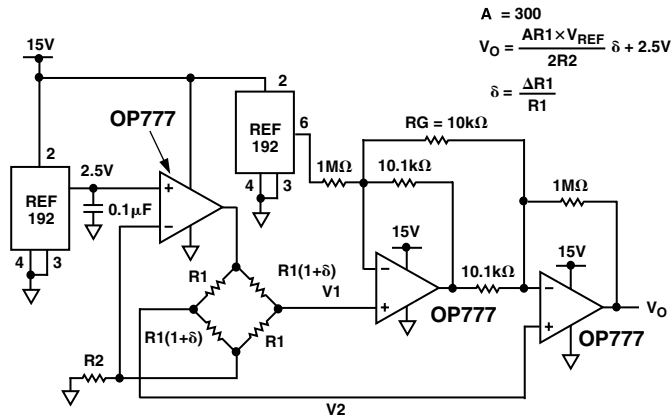 A = 300
V_O = AR1 × V_REF / 2R2 δ + 2.5V
δ = ΔR1 / R1
15V
2
2
OP777
REF
192
6
RG = 10kΩ
2.5V
4
3
1MΩ
10.1kΩ
1MΩ
REF
192
0.1μF
4
3
15V
15V
R1
R1(1+δ)
10.1kΩ
V1
OP777
V_O
R1(1+δ)
R1
OP777
R2
V2